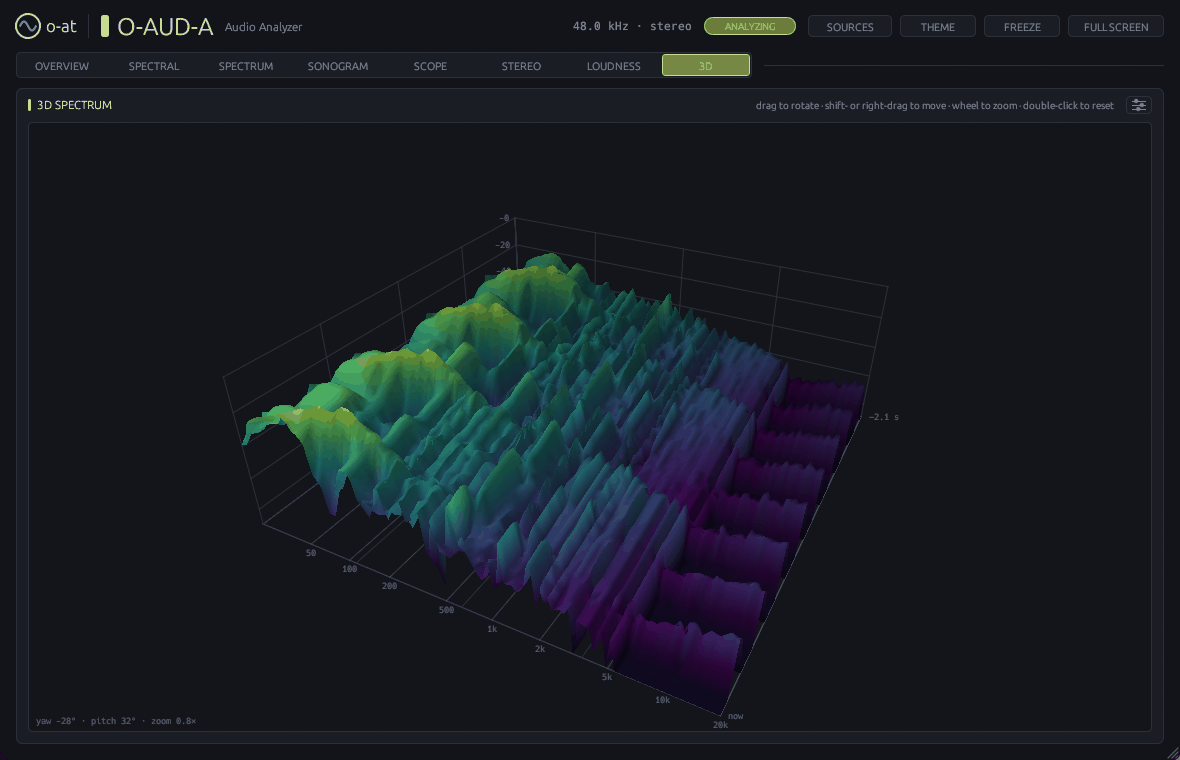 o-at
O-AUD-A Audio Analyzer
48.0 kHz · stereo ANALYZING SOURCES THEME FREEZE FULLSCREEN
OVERVIEW SPECTRAL SPECTRUM SONOGRAM SCOPE STEREO LOUDNESS 3D
3D SPECTRUM
drag to rotate · shift- or right-drag to move · wheel to zoom · double-click to reset
-0
-20
-2.1 s
50
100
200
500
1k
2k
5k
10k
20k
now
yaw -28° · pitch 32° · zoom 0.8×